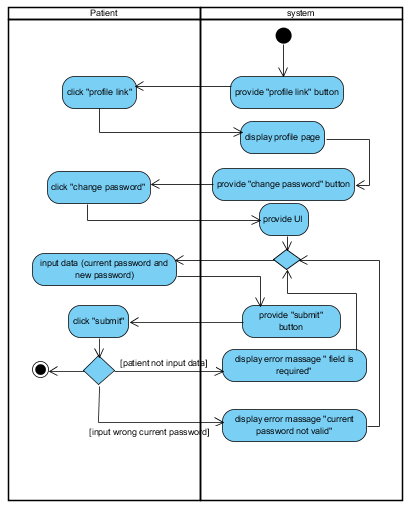 Patient
system
provide "profile link" button
click "profile link"
display profile page
provide "change password" button
click "change password"
provide UI
input data (current password and
new password)
provide "submit"
button
click "submit"
[patient not input data]
display error massage " field is
required"
display error massage "current
password not valid"
[input wrong current password]